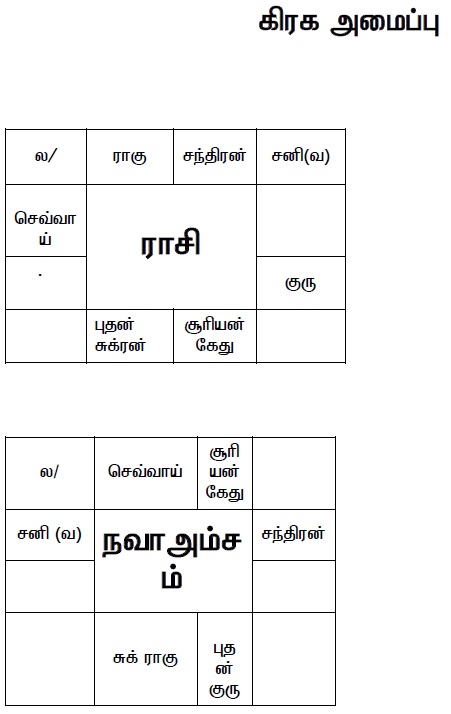 கிரக அமைப்பு
ல/ ராகு சந்திரன் சனி(வ)
செவ்வா
ய்
ராசி
.
குரு
புதன் சூரியன்
சுக்ரன் கேது
சூரி
ல/ செவ்வாய் யன்
கேது
சனி (வ) நவாஅம்ச சந்திரன்
ம்
புத
சுக் ராகு ன்
குரு